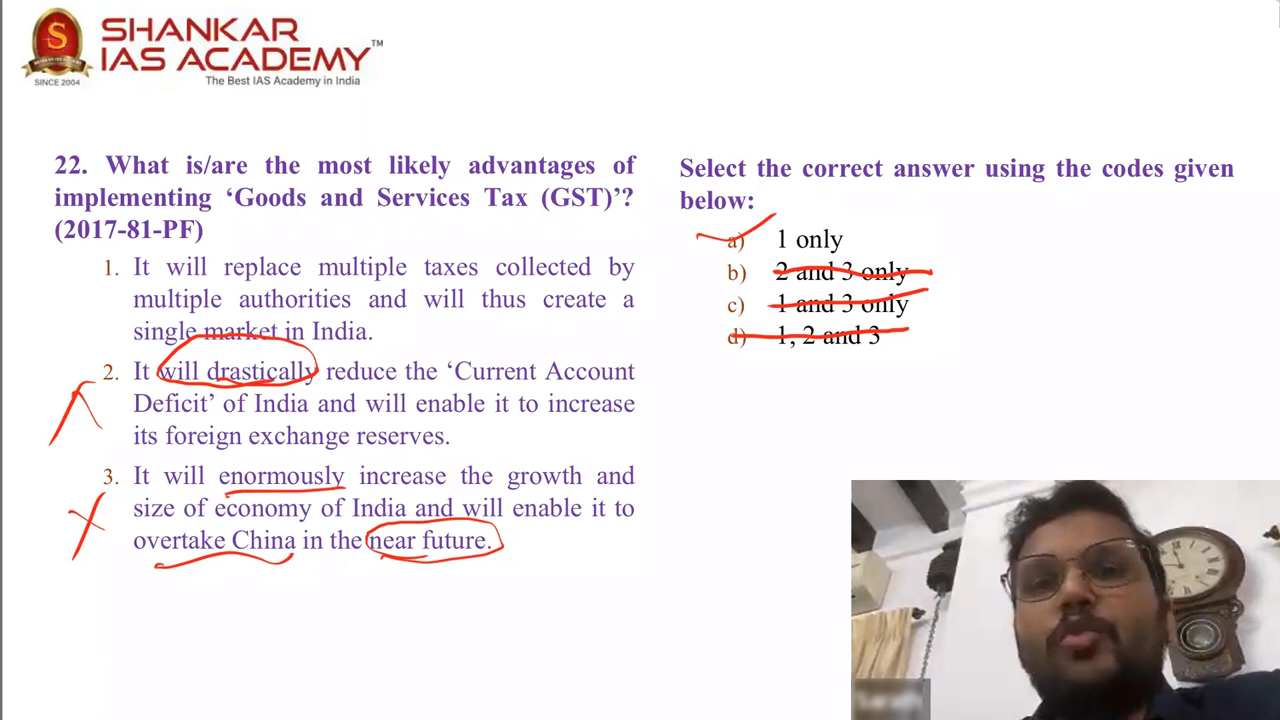 SHANKAR
IAS ACADEMY™
The Best IAS Academy in India
S
SINCE 2004
22. What is/are the most likely advantages of
implementing ‘Goods and Services Tax (GST)’?
(2017-81-PF)
1. It will replace multiple taxes collected by
multiple authorities and will thus create a
single market in India.
2. It will drastically reduce the ‘Current Account
Deficit’ of India and will enable it to increase
its foreign exchange reserves.
3. It will enormously increase the growth and
size of economy of India and will enable it to
overtake China in the near future.
Select the correct answer using the codes given
below:
a) 1 only
b) 2 and 3 only
c) 1 and 3 only
d) 1, 2 and 3